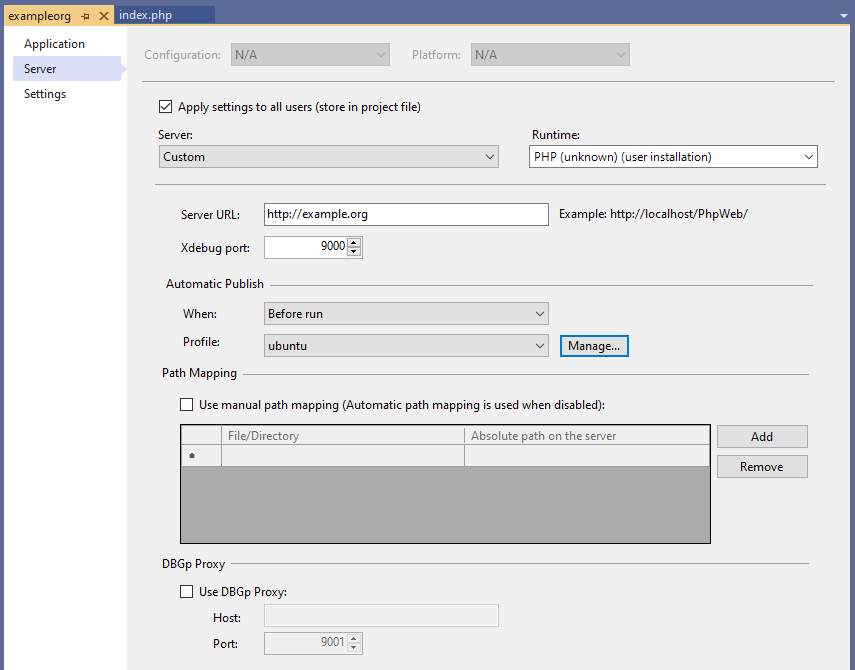 exampleorg index.php
Application
Server
Settings
Configuration: N/A Platform: N/A
Apply settings to all users (store in project file)
Server: Runtime:
Custom PHP (unknown) (user installation)
Server URL: http://example.org Example: http://localhost/PhpWeb/
Xdebug port: 9000
Automatic Publish
When: Before run
Profile: ubuntu Manage...
Path Mapping
Use manual path mapping (Automatic path mapping is used when disabled):
File/Directory Absolute path on the server Add
* Remove
DBGp Proxy
Use DBGp Proxy:
Host:
Port: 9001